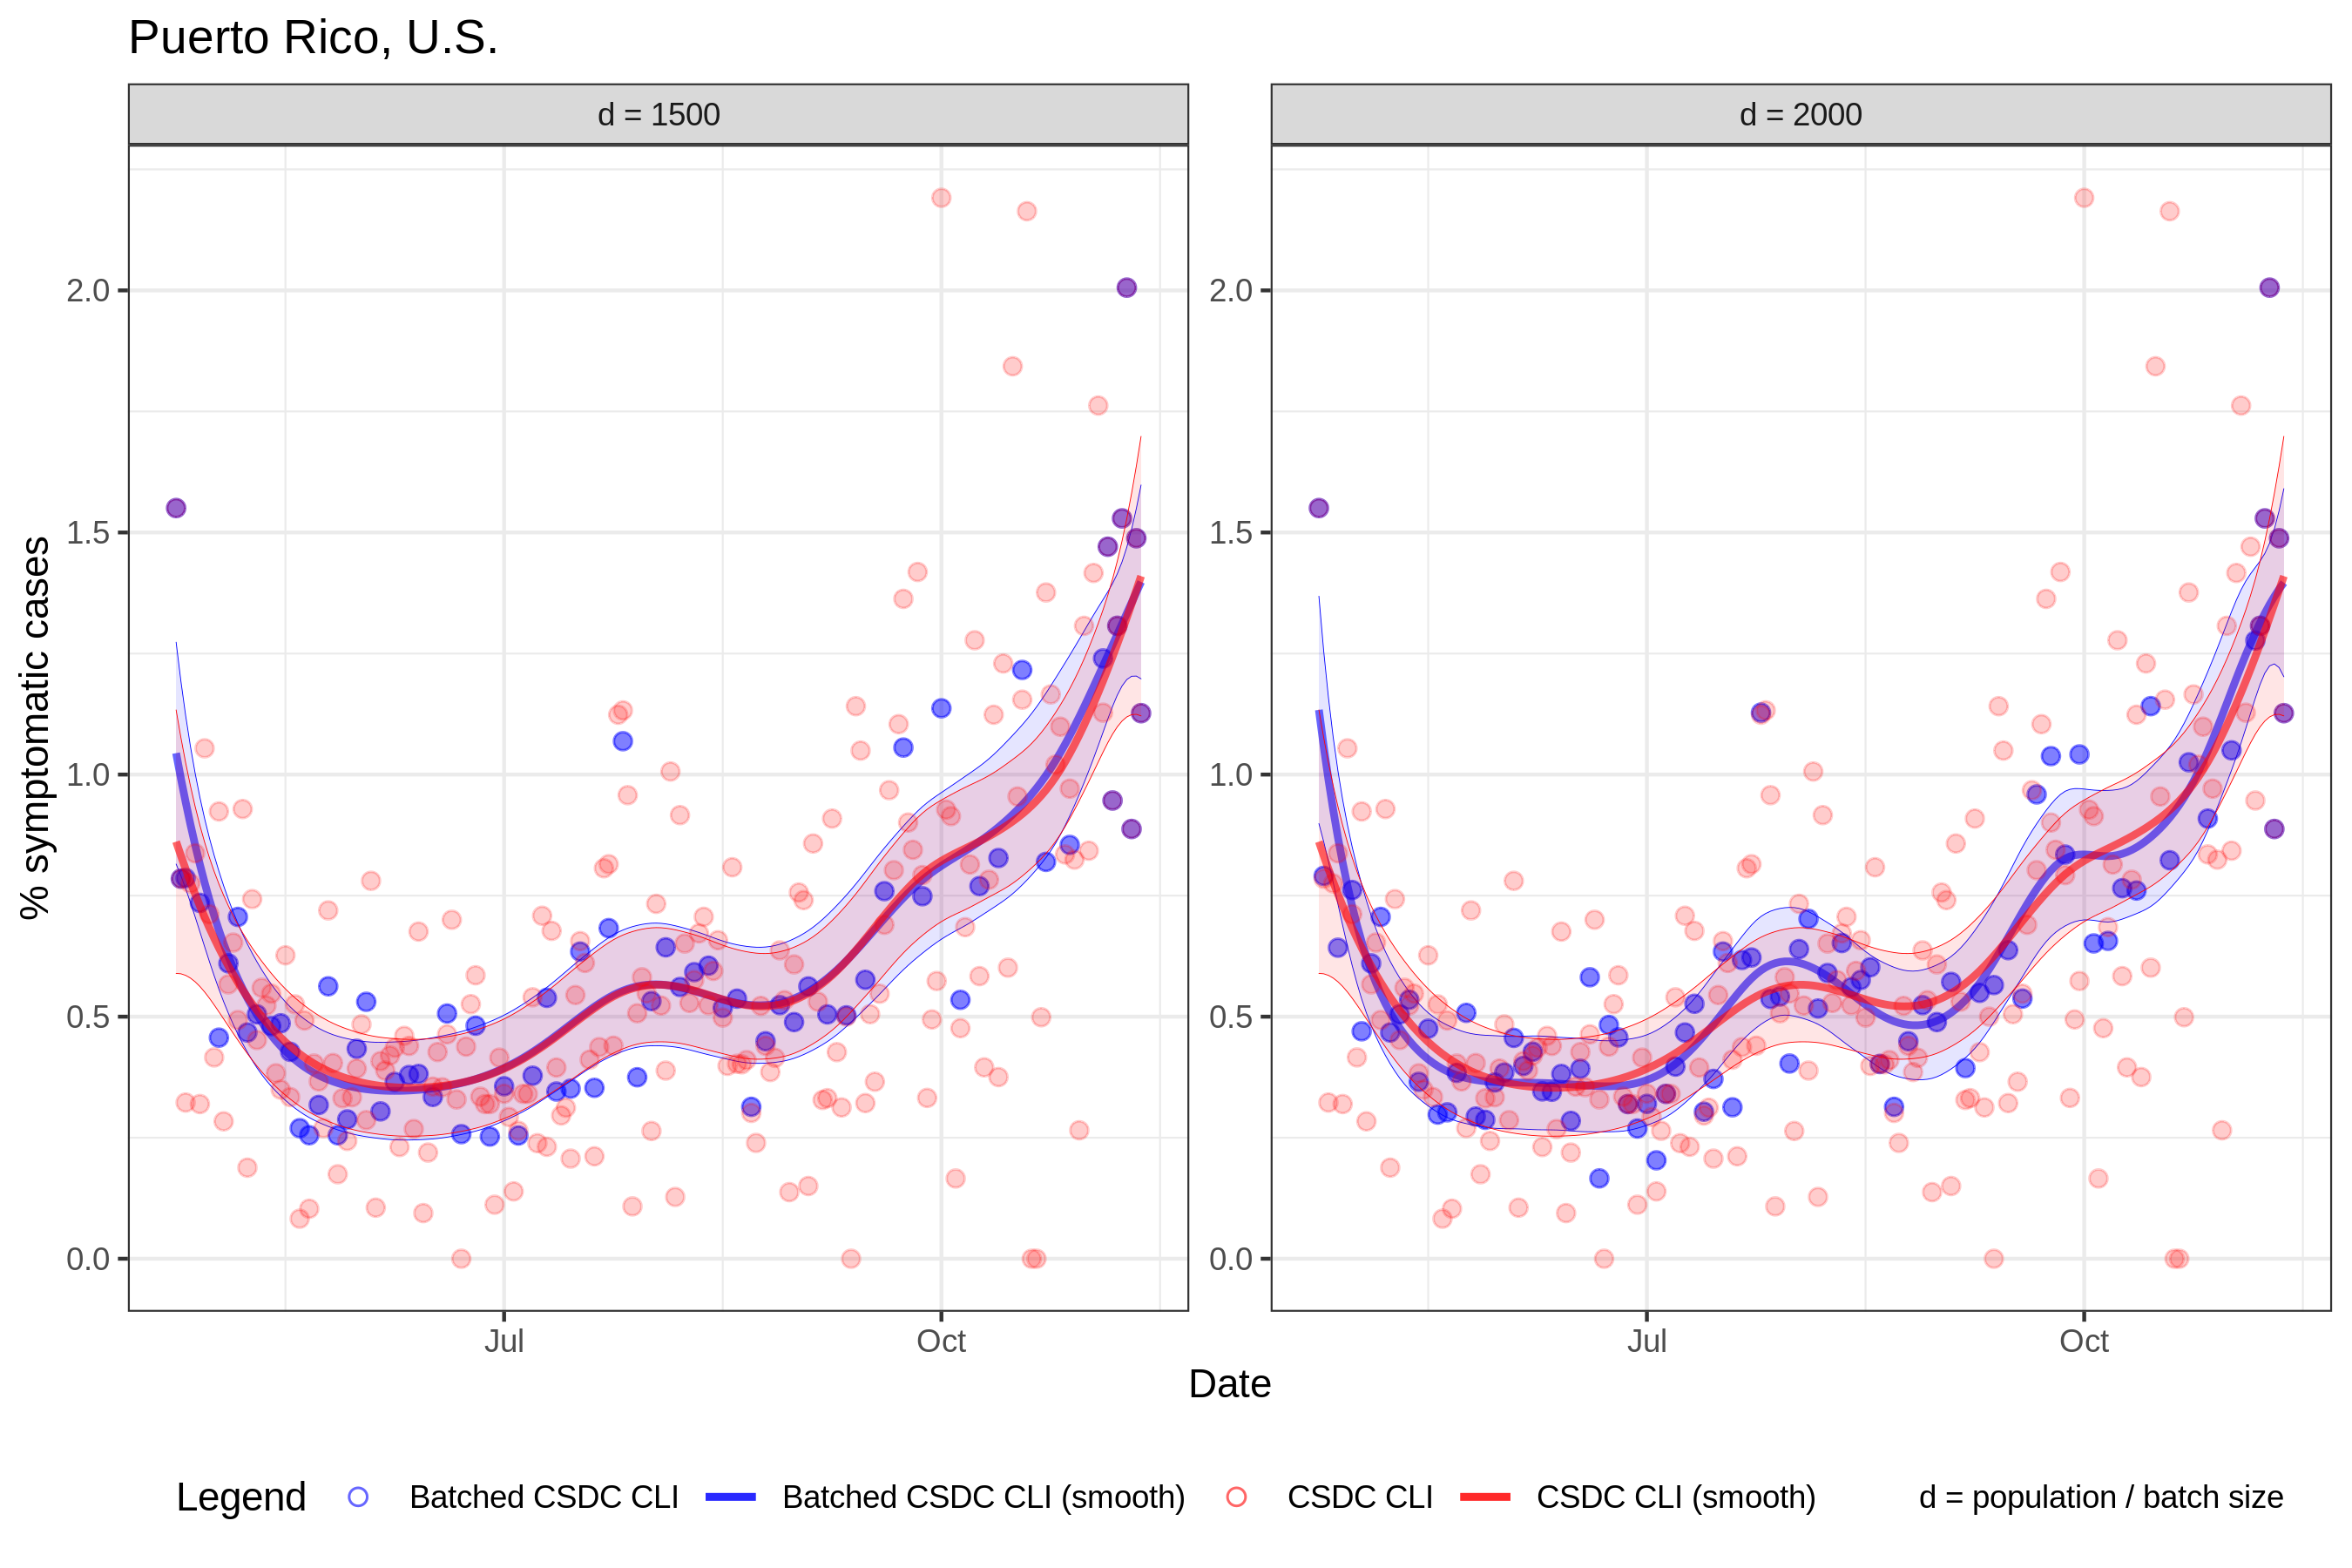 Puerto Rico, U.S.
d = 1500
d = 2000
% symptomatic cases
2.0
1.5
1.0
0.5
0.0
2.0
1.5
1.0
0.5
0.0
Jul
Oct
Jul
Oct
Date
Legend
Batched CSDC CLI
Batched CSDC CLI (smooth)
CSDC CLI
CSDC CLI (smooth)
d = population / batch size